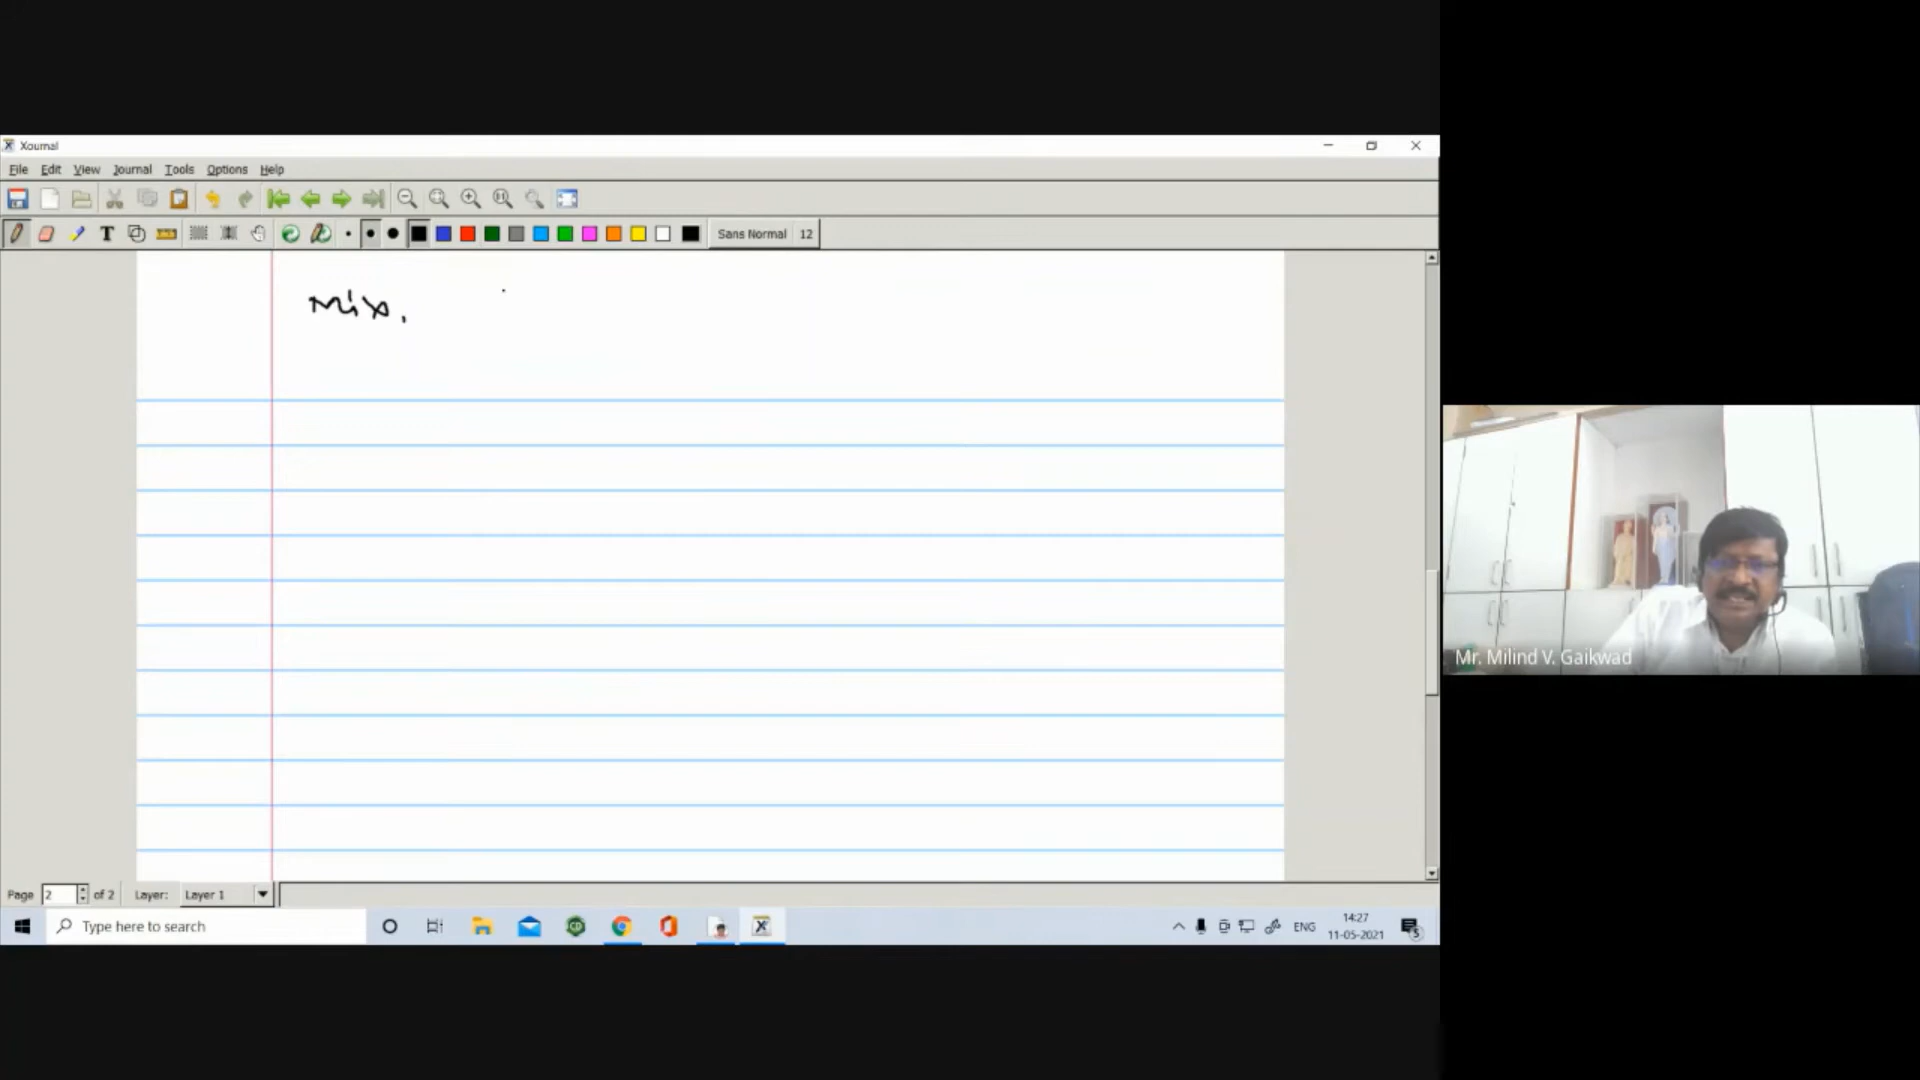 Xournal
File Edit View Journal Tools Options Help
T Sans Normal 12
Mix.
Mr. Milind V. Gaikwad
Page 2 of 2 Layer: Layer 1
Type here to search
ENG
14:27
11-05-2021
5